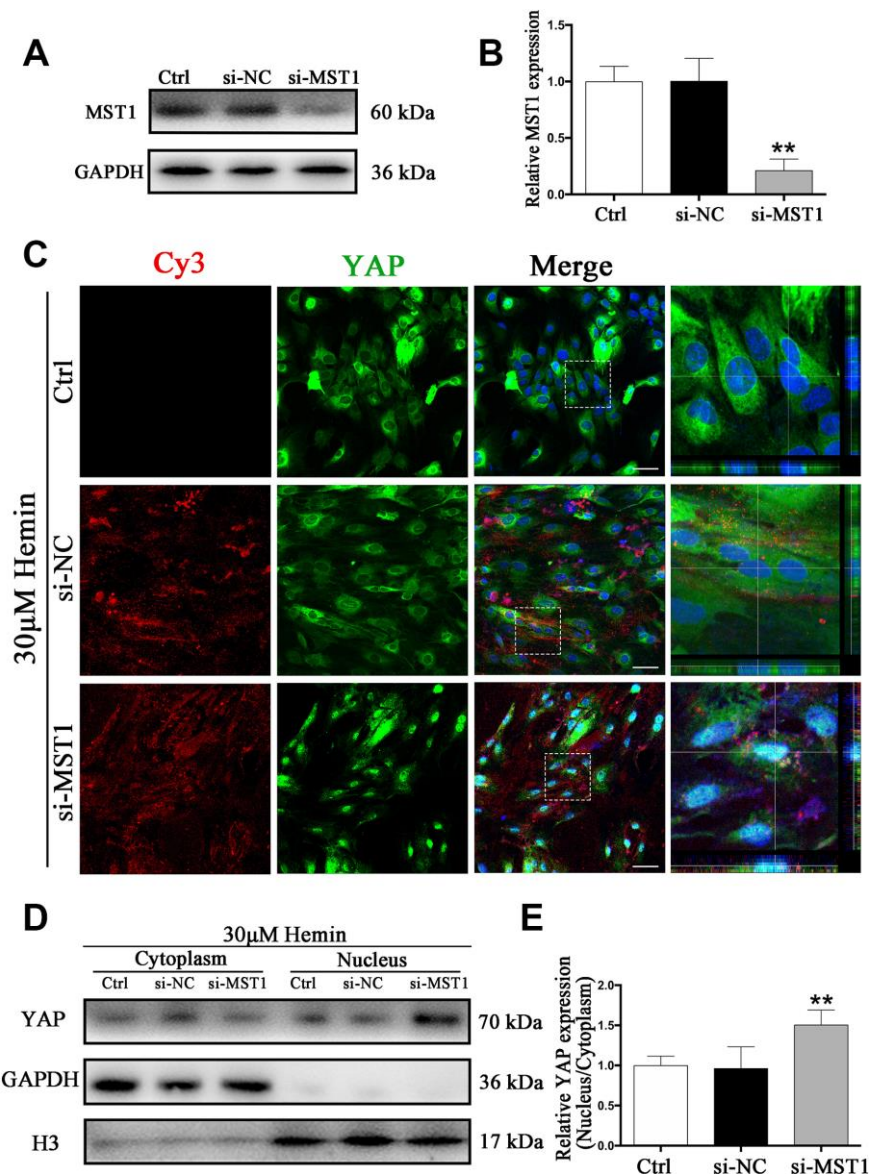 A
Ctrl si-NC si-MST1
MST1 60 kDa
GAPDH 36 kDa
B
Relative MST1 expression
1.5
1.0
0.5
0.0
**
Ctrl si-NC si-MST1
C
Cy3 YAP Merge
30μM Hemin
Ctrl
si-NC
si-MST1
D
30μM Hemin
Cytoplasm Nucleus
Ctrl si-NC si-MST1 Ctrl si-NC si-MST1
YAP 70 kDa
GAPDH 36 kDa
H3 17 kDa
E
Relative YAP expression
(Nucleus/Cytoplasm)
2.0
1.5
1.0
0.5
0.0
**
Ctrl si-NC si-MST1